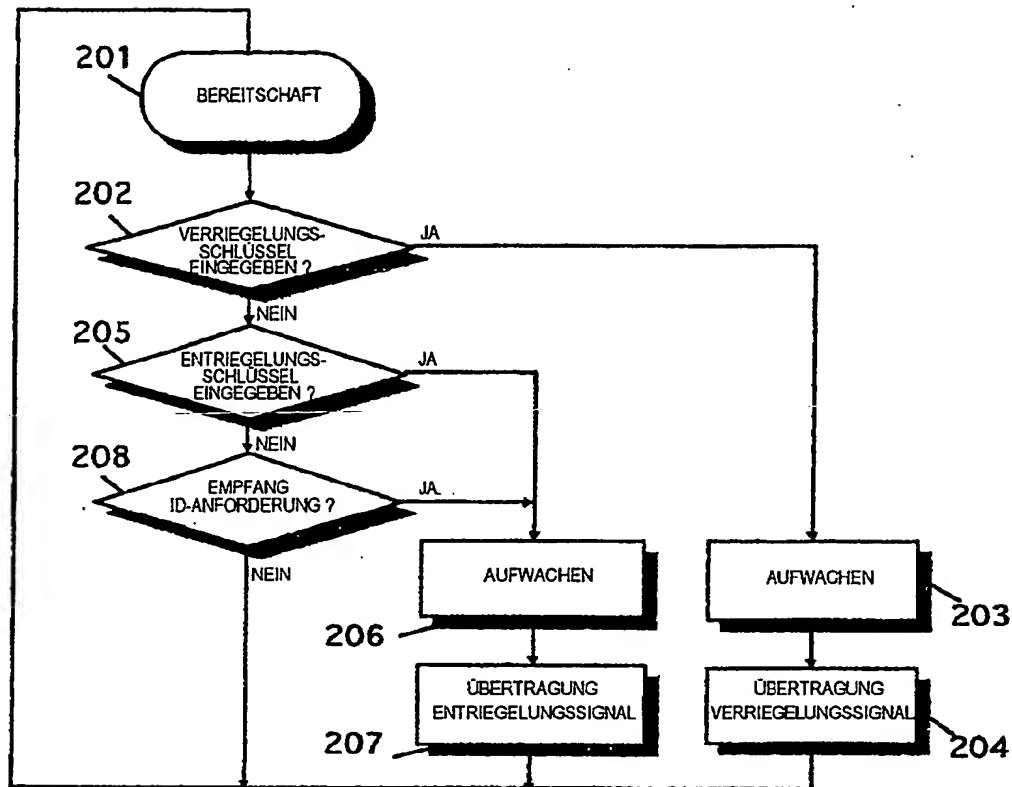 201
BEREITSCHAFT
202
VERRIEGELUNGS-
SCHLÜSSEL
EINGEGEBEN ?
JA
NEIN
205
ENTRIEGELUNGS-
SCHLÜSSEL
EINGEGEBEN ?
JA
NEIN
208
EMPFANG
ID-ANFORDERUNG ?
JA
NEIN
AUFWACHEN
206
AUFWACHEN
203
ÜBERTRAGUNG
ENTRIEGELUNGSSIGNAL
207
ÜBERTRAGUNG
VERRIEGELUNGSSIGNAL
204